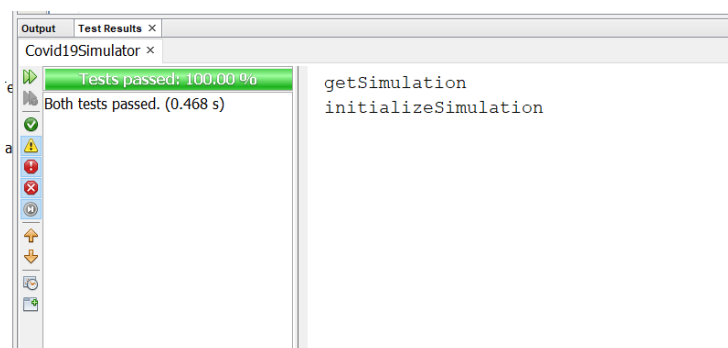 Output Test Results ×
Covid19Simulator ×
Tests passed: 100.00 %
Both tests passed. (0.468 s)
getSimulation
initializeSimulation
e
a